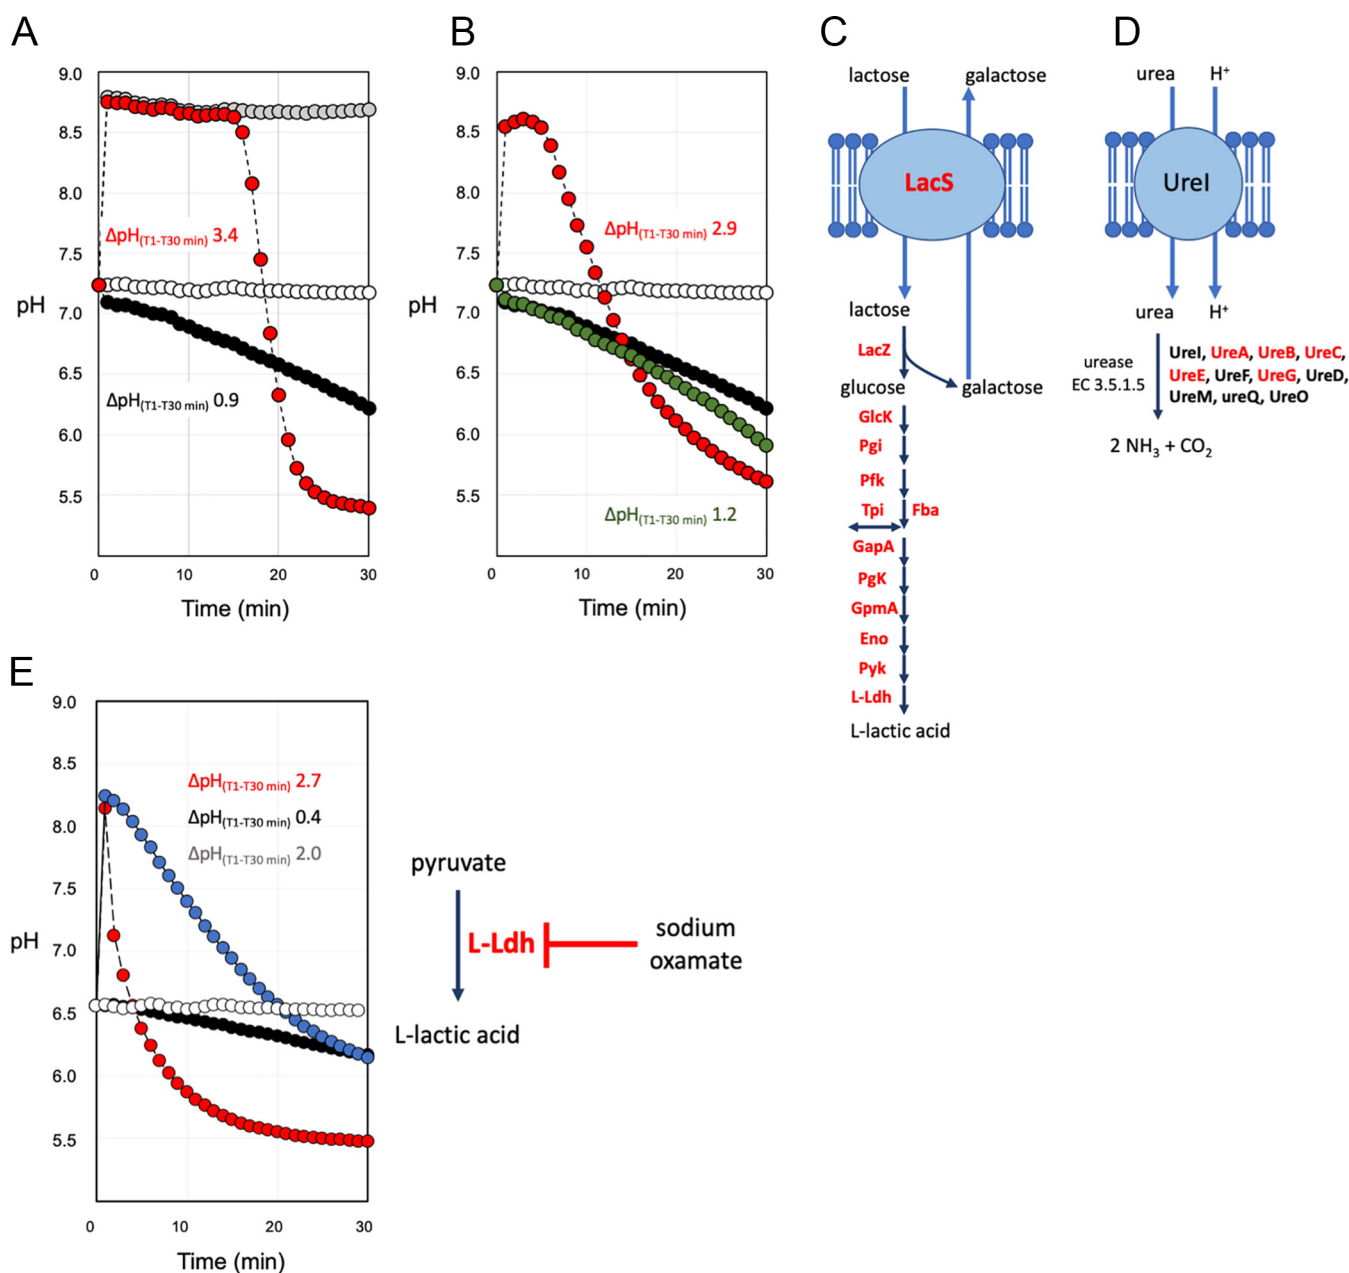 A
9.0
8.5
8.0
7.5
7.0
6.5
6.0
5.5
pH
ΔpH(T1-T30 min) 3.4
ΔpH(T1-T30 min) 0.9
0
10
20
30
Time (min)
B
9.0
8.5
8.0
7.5
7.0
6.5
6.0
5.5
pH
ΔpH(T1-T30 min) 2.9
ΔpH(T1-T30 min) 1.2
0
10
20
30
Time (min)
C
lactose
galactose
LacS
lactose
LacZ
glucose
galactose
GlcK
Pgi
Pfk
Tpi
Fba
GapA
PgK
GpmA
Eno
Pyk
L-Ldh
L-lactic acid
D
urea
H⁺
UreI
urea
H⁺
urease
EC 3.5.1.5
UreI, UreA, UreB, UreC,
UreE, UreF, UreG, UreD,
UreM, ureQ, UreO
2 NH₃ + CO₂
E
9.0
8.5
8.0
7.5
7.0
6.5
6.0
5.5
pH
ΔpH(T1-T30 min) 2.7
ΔpH(T1-T30 min) 0.4
ΔpH(T1-T30 min) 2.0
0
10
20
30
Time (min)
pyruvate
L-Ldh
sodium
oxamate
L-lactic acid